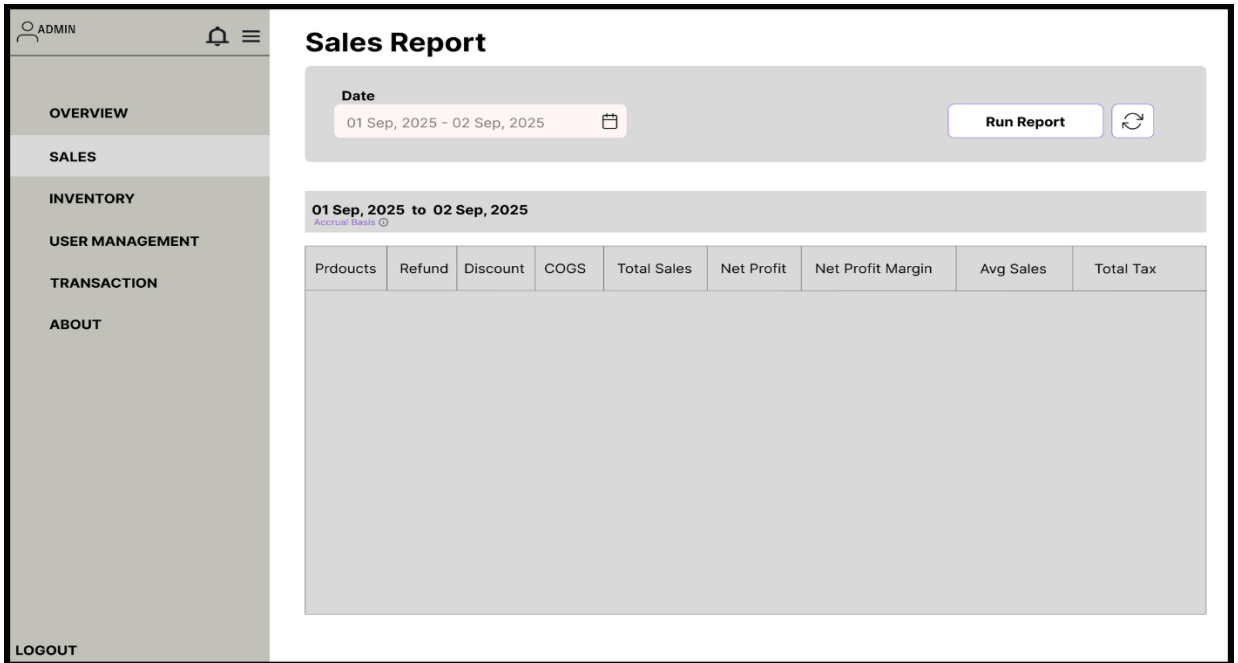 ADMIN
OVERVIEW
SALES
INVENTORY
USER MANAGEMENT
TRANSACTION
ABOUT
LOGOUT
Sales Report
Date
01 Sep, 2025 - 02 Sep, 2025
Run Report
01 Sep, 2025 to 02 Sep, 2025
Accrual Basis
Prdoucts Refund Discount COGS Total Sales Net Profit Net Profit Margin Avg Sales Total Tax